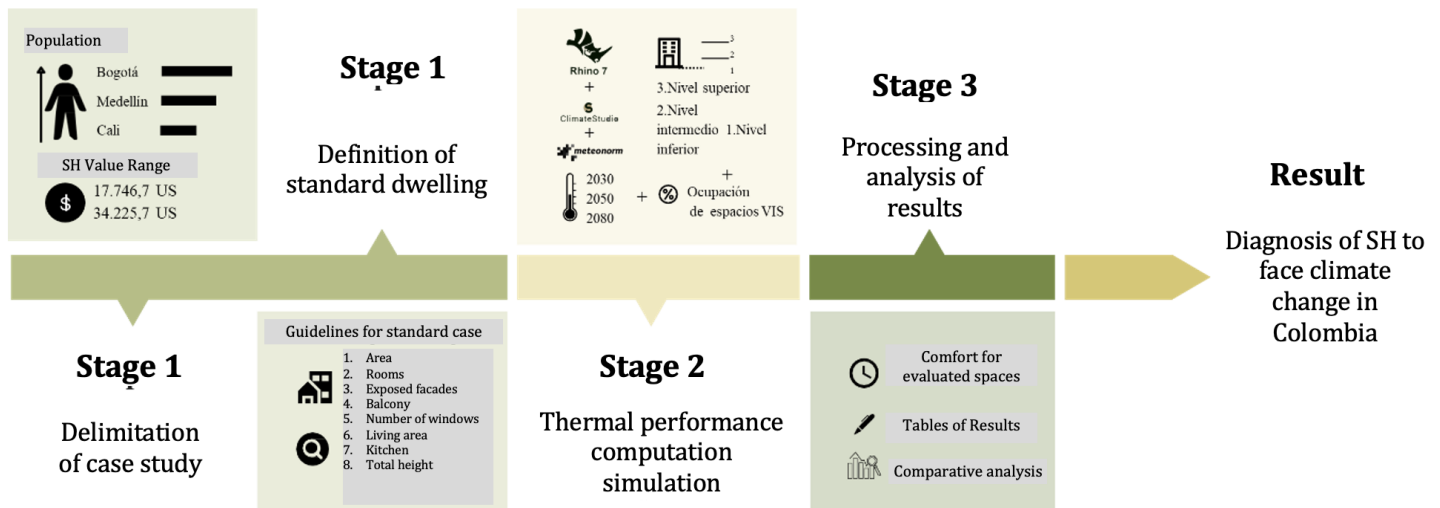 Population
Bogotá
Medellín
Cali
SH Value Range
$
17.746,7 US
34.225,7 US
Stage 1
Delimitation
of case study
Stage 1
Definition of
standard dwelling
Guidelines for standard case
1. Area
2. Rooms
3. Exposed facades
4. Balcony
5. Number of windows
6. Living area
7. Kitchen
8. Total height
Rhino 7
+
S
ClimateStudio
+
meteonorm
2030
2050
2080
+
3
2
1
3.Nivel superior
2.Nivel
intermedio 1.Nivel
inferior
+
% Ocupación
de espacios VIS
Stage 2
Thermal performance
computation
simulation
Stage 3
Processing and
analysis of
results
Comfort for
evaluated spaces
Tables of Results
Comparative analysis
Result
Diagnosis of SH to
face climate
change in
Colombia